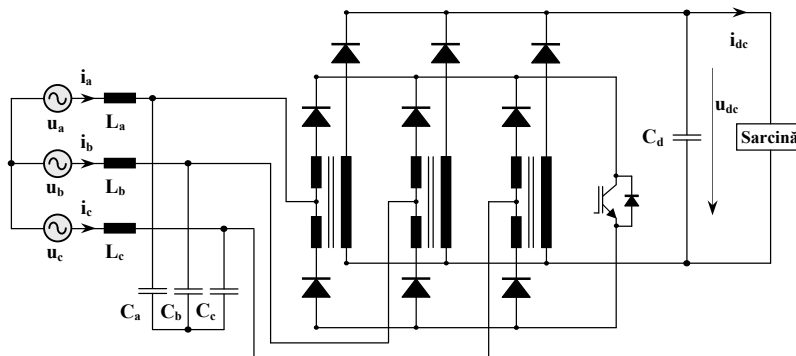 i_a
u_a
L_a
i_b
u_b
L_b
i_c
u_c
L_c
C_a
C_b
C_c
i_dc
u_dc
C_d
Sarcină